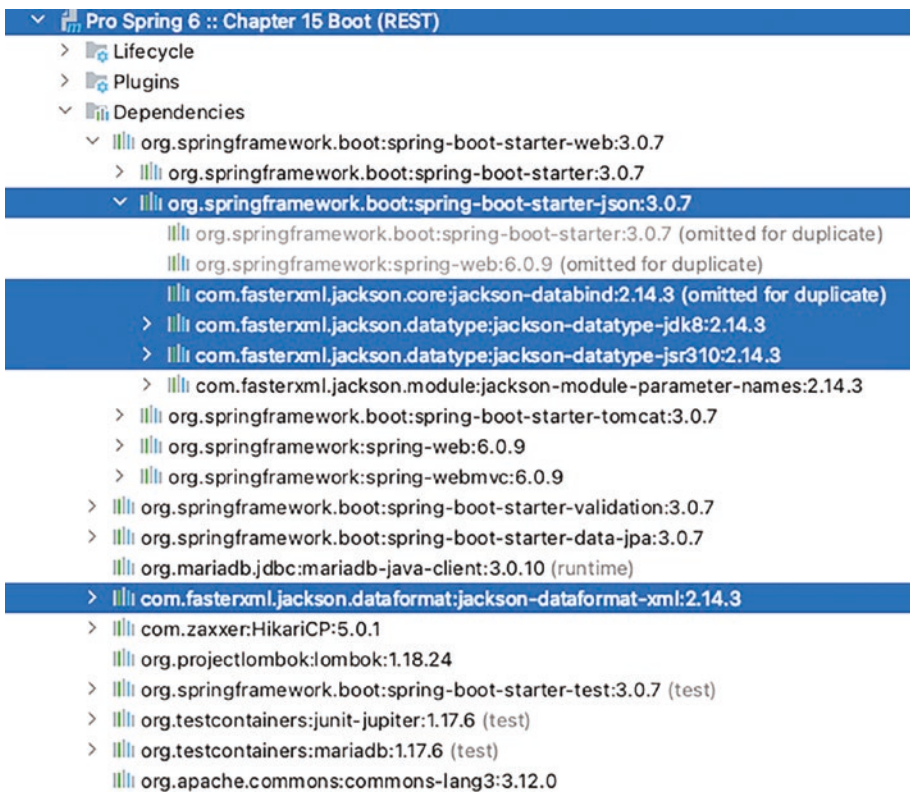 Pro Spring 6 :: Chapter 15 Boot (REST)
Lifecycle
Plugins
Dependencies
org.springframework.boot:spring-boot-starter-web:3.0.7
org.springframework.boot:spring-boot-starter:3.0.7
org.springframework.boot:spring-boot-starter-json:3.0.7
org.springframework.boot:spring-boot-starter:3.0.7 (omitted for duplicate)
org.springframework:spring-web:6.0.9 (omitted for duplicate)
com.fasterxml.jackson.core:jackson-databind:2.14.3 (omitted for duplicate)
com.fasterxml.jackson.datatype:jackson-datatype-jdk8:2.14.3
com.fasterxml.jackson.datatype:jackson-datatype-jsr310:2.14.3
com.fasterxml.jackson.module:jackson-module-parameter-names:2.14.3
org.springframework.boot:spring-boot-starter-tomcat:3.0.7
org.springframework:spring-web:6.0.9
org.springframework:spring-webmvc:6.0.9
org.springframework.boot:spring-boot-starter-validation:3.0.7
org.springframework.boot:spring-boot-starter-data-jpa:3.0.7
org.mariadb.jdbc:mariadb-java-client:3.0.10 (runtime)
com.fasterxml.jackson.dataformat:jackson-dataformat-xml:2.14.3
com.zaxxer:HikariCP:5.0.1
org.projectlombok:lombok:1.18.24
org.springframework.boot:spring-boot-starter-test:3.0.7 (test)
org.testcontainers:junit-jupiter:1.17.6 (test)
org.testcontainers:mariadb:1.17.6 (test)
org.apache.commons:commons-lang3:3.12.0